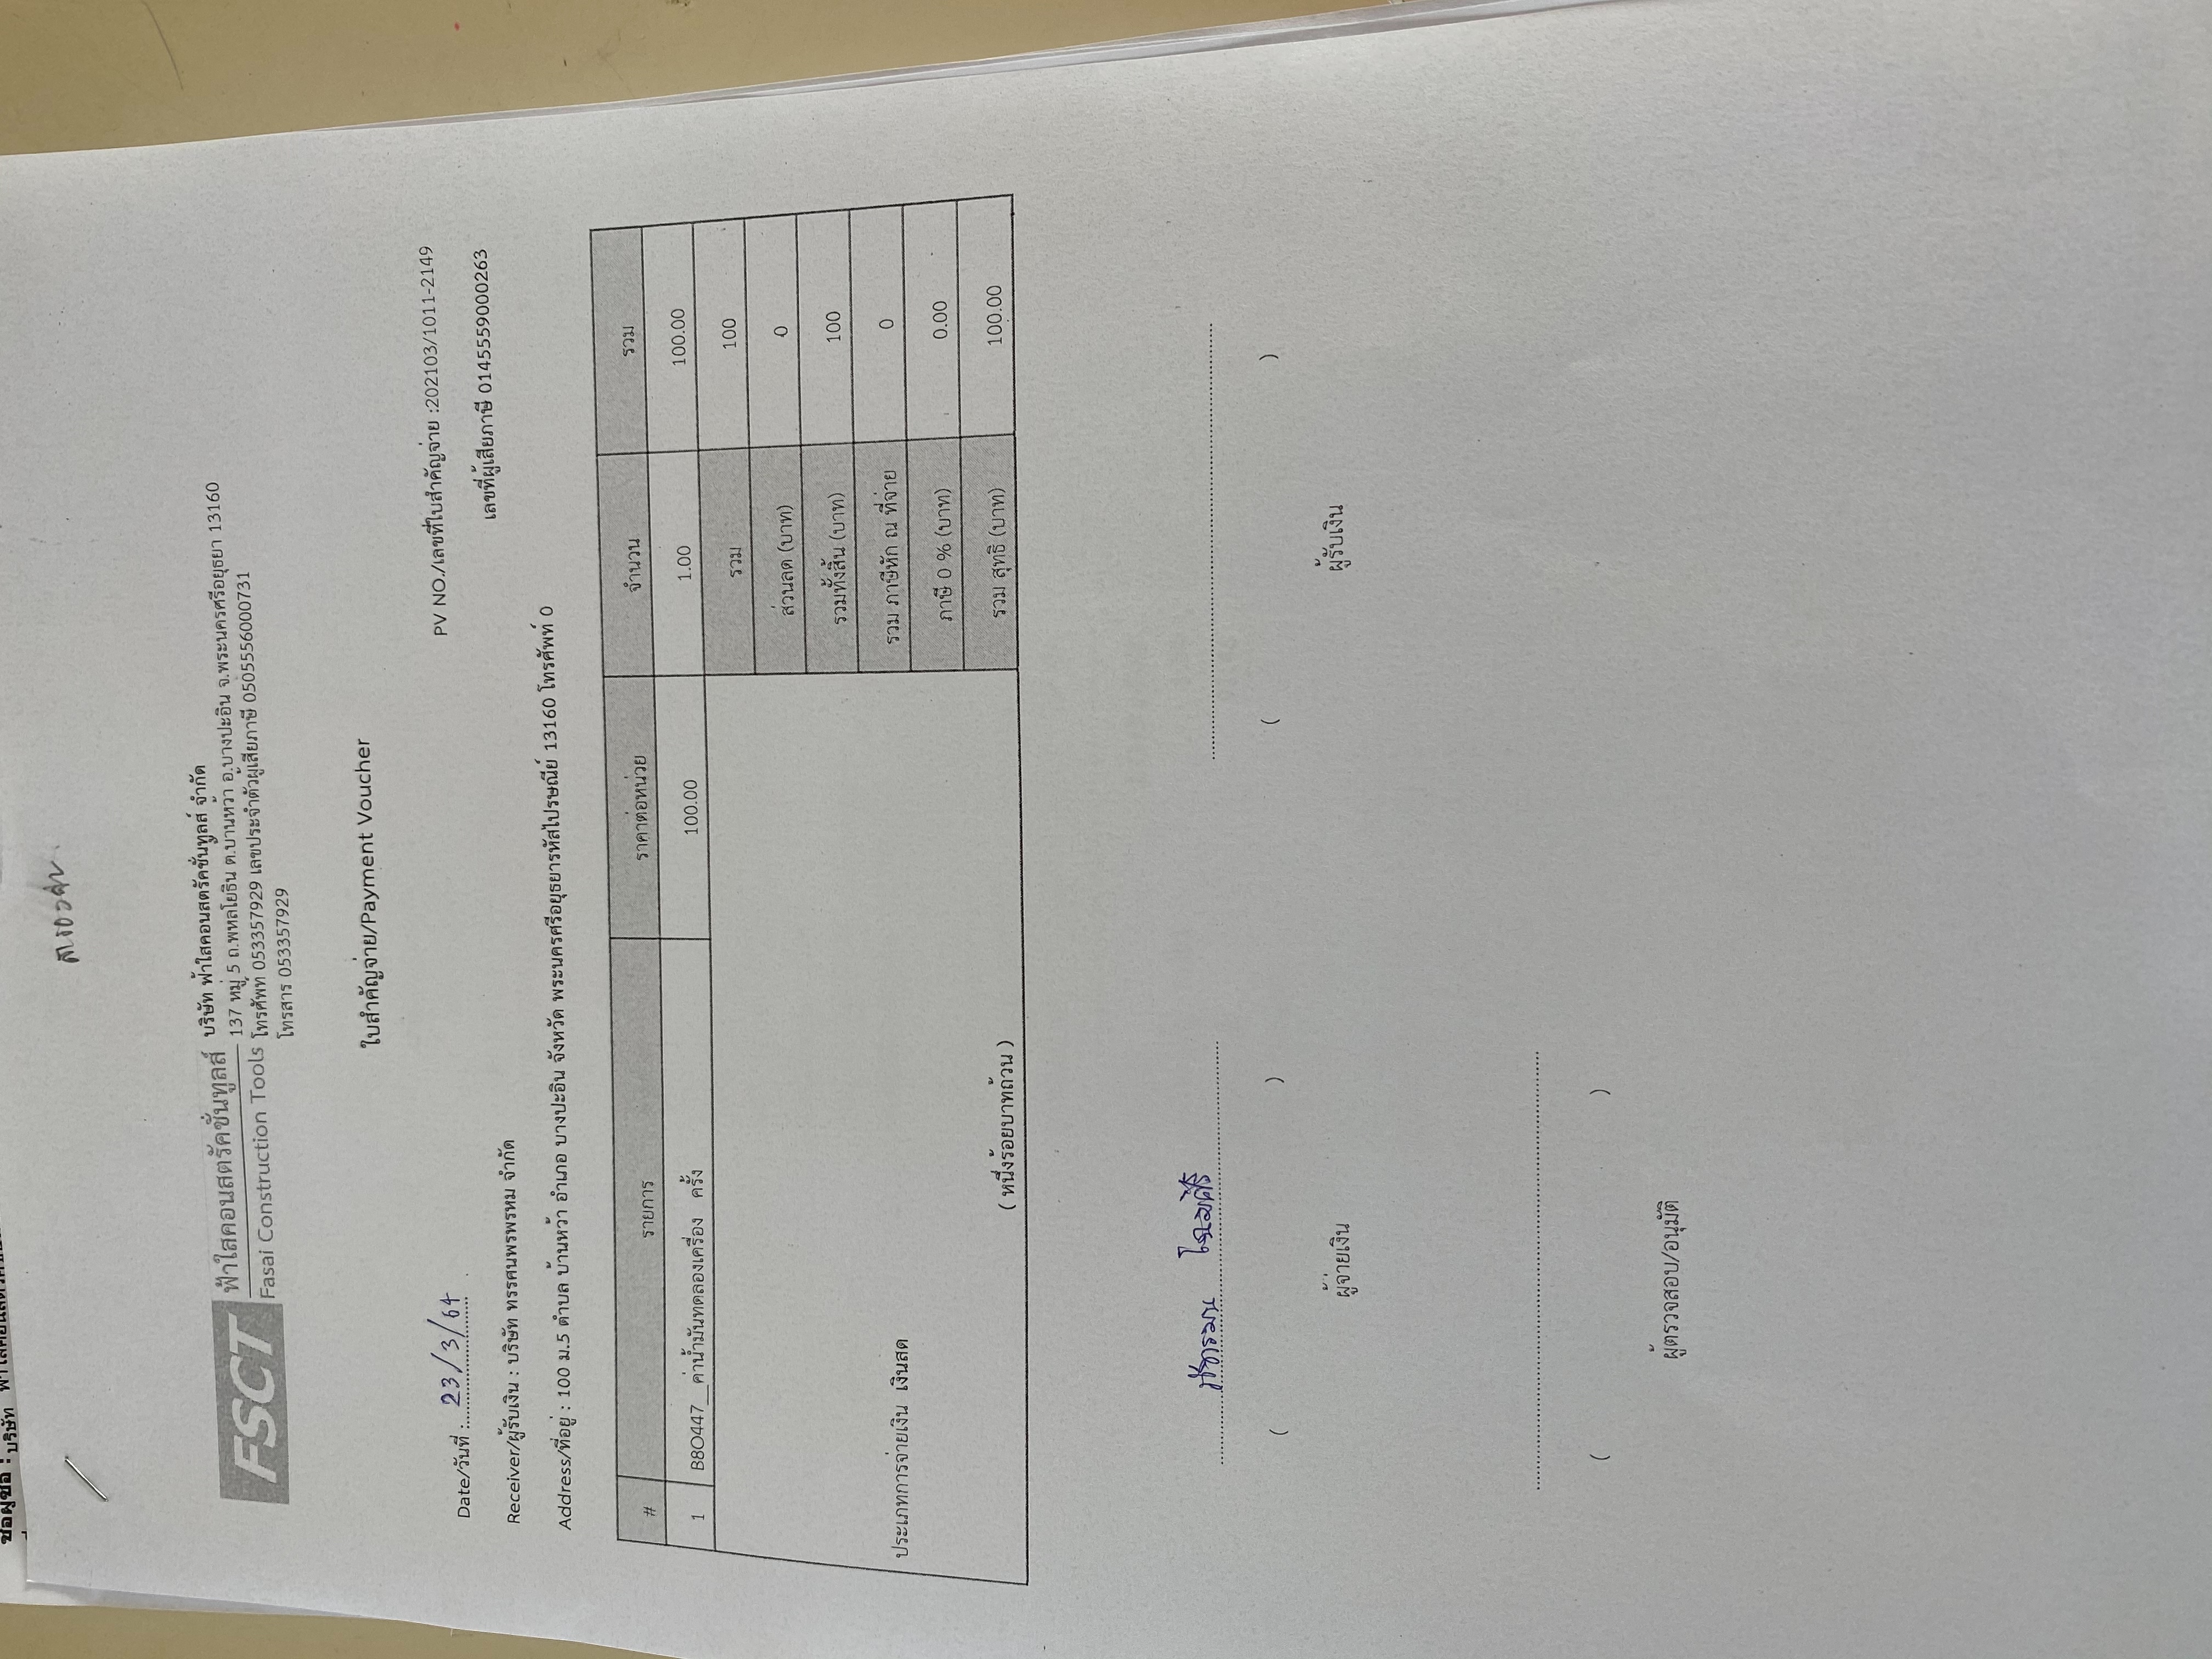 บริษัท
สำรองจ่าย
FSCT
ฟ้าใสคอนสตรัคชั่นทูลส์
Fasai Construction Tools
บริษัท ฟ้าใสคอนสตรัคชั่นทูลส์ จำกัด
137 หมู่ 5 ถ.พหลโยธิน ต.บ้านหว้า อ.บางปะอิน จ.พระนครศรีอยุธยา 13160
โทรศัพท์ 053357929 เลขประจำตัวผู้เสียภาษี 0505556000731
โทรสาร 053357929
ใบสำคัญจ่าย/Payment Voucher
PV NO./เลขที่ใบสำคัญจ่าย :202103/1011-2149
Date/วันที่ : 23/3/64
เลขที่ผู้เสียภาษี 0145559000263
Receiver/ผู้รับเงิน : บริษัท ทรรศนพรพรหม จำกัด
Address/ที่อยู่ : 100 ม.5 ตำบล บ้านหว้า อำเภอ บางปะอิน จังหวัด พระนครศรีอยุธยารหัสไปรษณีย์ 13160 โทรศัพท์ 0
# รายการ ราคาต่อหน่วย จำนวน รวม
1 B8O447__ค่าน้ำมันทดลองเครื่อง ครั้ง 100.00 1.00 100.00
รวม 100
ส่วนลด (บาท) 0
รวมทั้งสิ้น (บาท) 100
รวม ภาษีหัก ณ ที่จ่าย 0
ประเภทการจ่ายเงิน เงินสด
ภาษี 0 % (บาท) 0.00
( หนึ่งร้อยบาทถ้วน ) รวม สุทธิ (บาท) 100.00
( ) ( )
ผู้จ่ายเงิน ผู้รับเงิน
( )
ผู้ตรวจสอบ/อนุมัติ